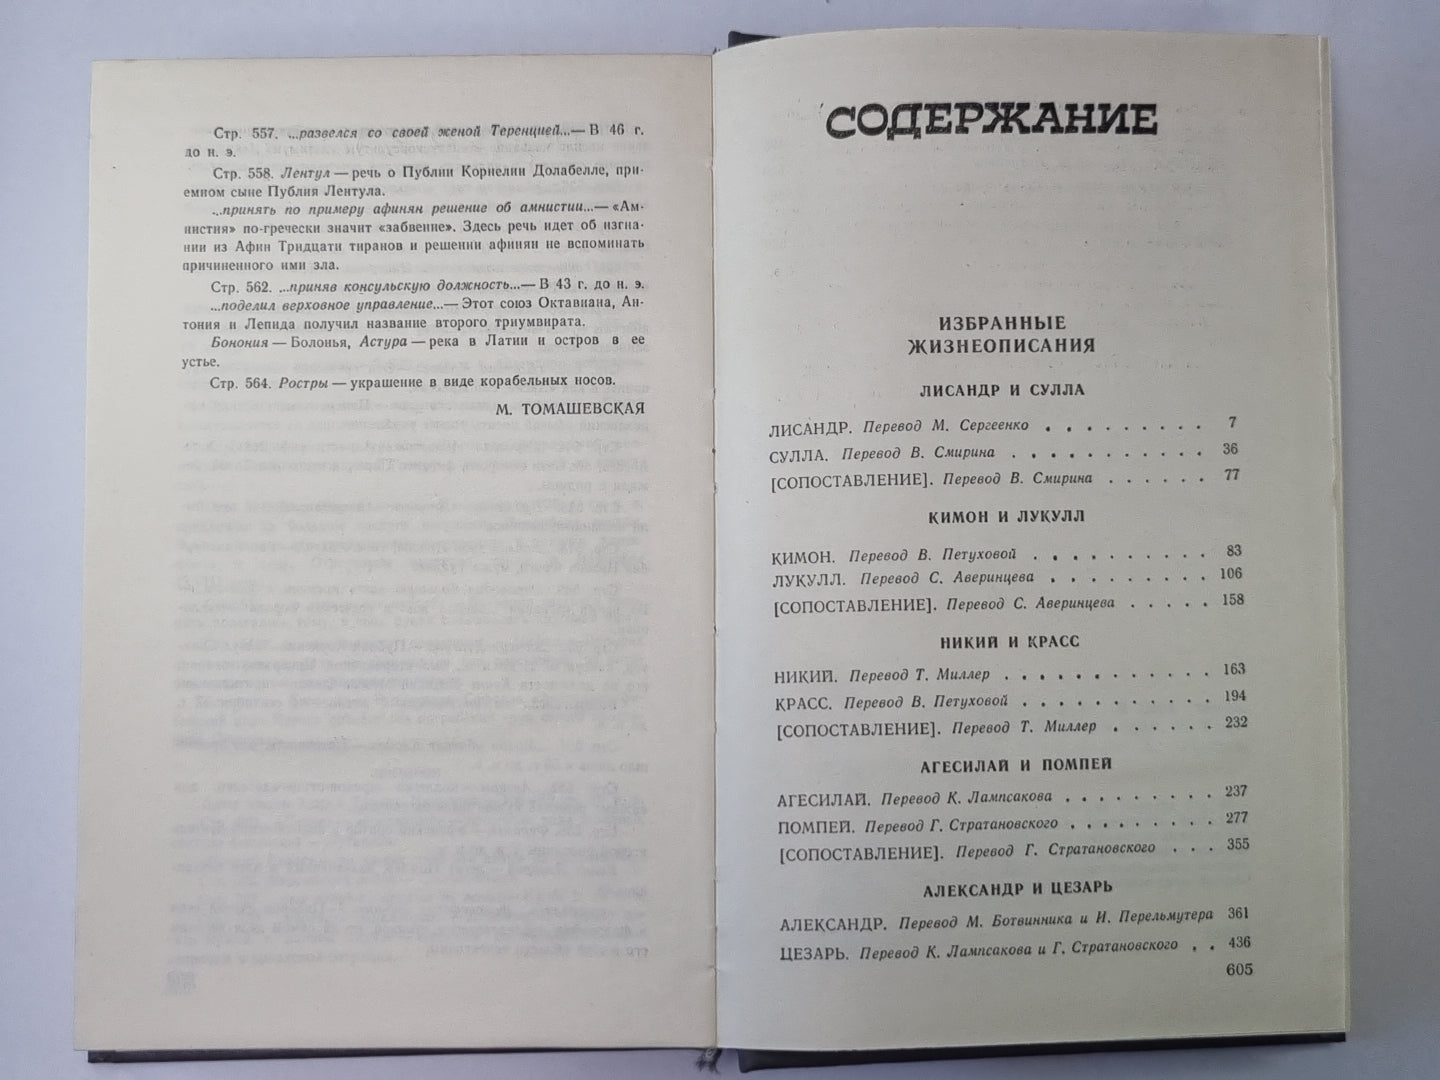 Стр. 557. ...развелся со своей женой Теренцией...— В 46 г.
до н. э.
Стр. 558. Лентул — речь о Публии Корнелии Долабелле, при-
емном сыне Публия Лентула.
...принять по примеру афинян решение об амнистии...— «Ам-
нистия» по-гречески значит «забвение». Здесь речь идет об изгна-
нии из Афин Тридцати тиранов и решении афинян не вспоминать
причиненного ими зла.
Стр. 562. ...приняв консульскую должность...— В 43 г. до н. э.
...поделил верховное управление...— Этот союз Октавиана, Ан-
тония и Лепида получил название второго триумвирата.
Бонония — Болонья, Астура — река в Латии и остров в ее
устье.
Стр. 564. Ростры — украшение в виде корабельных носов.
М. ТОМАШЕВСКАЯ
СОДЕРЖАНИЕ
ИЗБРАННЫЕ
ЖИЗНЕОПИСАНИЯ
ЛИСАНДР И СУЛЛА
ЛИСАНДР. Перевод М. Сергеенко . . . . . . . . . 7
СУЛЛА. Перевод В. Смирина . . . . . . . . . . . 36
[СОПОСТАВЛЕНИЕ]. Перевод В. Смирина . . . . . . 77
КИМОН И ЛУКУЛЛ
КИМОН. Перевод В. Петуховой . . . . . . . . . . 83
ЛУКУЛЛ. Перевод С. Аверинцева . . . . . . . . . 106
[СОПОСТАВЛЕНИЕ]. Перевод С. Аверинцева . . . . . 158
НИКИЙ И КРАСС
НИКИЙ. Перевод Т. Миллер . . . . . . . . . . . 163
КРАСС. Перевод В. Петуховой . . . . . . . . . . 194
[СОПОСТАВЛЕНИЕ]. Перевод Т. Миллер . . . . . . 232
АГЕСИЛАЙ И ПОМПЕЙ
АГЕСИЛАЙ. Перевод К. Лампсакова . . . . . . . . . 237
ПОМПЕЙ. Перевод Г. Стратановского . . . . . . . . . 277
[СОПОСТАВЛЕНИЕ]. Перевод Г. Стратановского . . . 355
АЛЕКСАНДР И ЦЕЗАРЬ
АЛЕКСАНДР. Перевод М. Ботвинника и И. Перельмутера 361
ЦЕЗАРЬ. Перевод К. Лампсакова и Г. Стратановского . . 436
605